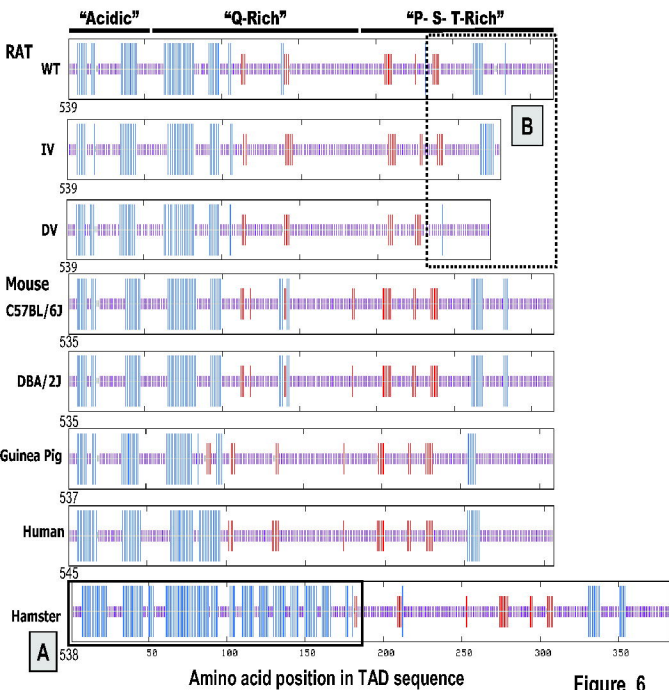 “Acidic” “Q-Rich” “P- S- T-Rich”
RAT
WT
539
B
IV
539
DV
539
Mouse
C57BL/6J
535
DBA/2J
535
Guinea Pig
537
Human
545
Hamster
A
538 50 100 150 200 250 300 350
Amino acid position in TAD sequence
Figure 6